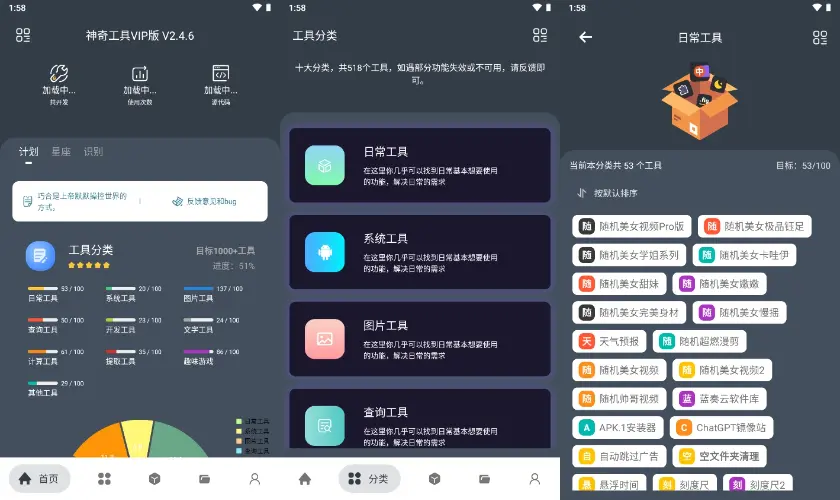 1:58
神奇工具VIP版 V2.4.6
加载中...
加载中...
加载中...
共开发
使用次数
源代码
计划
星座
识别
巧合是上帝默默操控世界的
方式。
反馈意见和bug
工具分类
目标1000+工具
进度：51%
53 / 100
20 / 100
137 / 100
日常工具
系统工具
图片工具
50 / 100
23 / 100
24 / 100
查询工具
开发工具
文字工具
61 / 100
35 / 100
86 / 100
计算工具
提取工具
趣味游戏
29 / 100
其他工具
日常工具
系统工具
图片工具
查询工具
首页
1:58
工具分类
十大分类，共518个工具，如遇部分功能失效或不可用，请反馈即
可。
日常工具
在这里你几乎可以找到日常基本想要使用
的功能，解决日常的需求
系统工具
在这里你几乎可以找到日常基本想要使用
的功能，解决日常的需求
图片工具
在这里你几乎可以找到日常基本想要使用
的功能，解决日常的需求
查询工具
在这里你几乎可以找到日常基本想要使用
的功能，解决日常的需求
分类
1:58
日常工具
中
当前本分类共 53 个工具
目标：53/100
按默认排序
随 随机美女视频Pro版
随 随机美女极品钰足
随 随机美女学姐系列
随 随机美女卡哇伊
随 随机美女甜妹
随 随机美女嫩嫩
随 随机美女完美身材
随 随机美女慢摇
天 天气预报
随 随机超燃漫剪
随 随机美女视频
随 随机美女视频2
随 随机帅哥视频
蓝 蓝奏云软件库
A APK.1安装器
C ChatGPT镜像站
自 自动跳过广告
空 空文件夹清理
悬 悬浮时间
刻 刻度尺
刻 刻度尺2